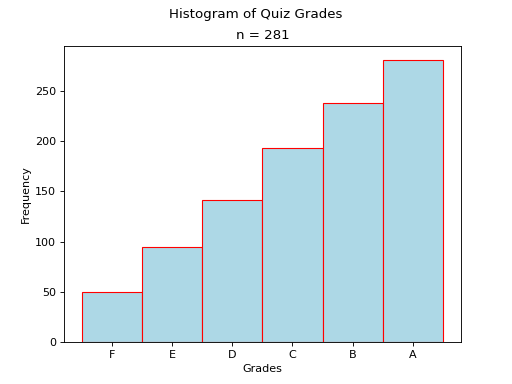 Histogram of Quiz Grades
n = 281
250
200
150
100
50
0
Frequency
F E D C B A
Grades